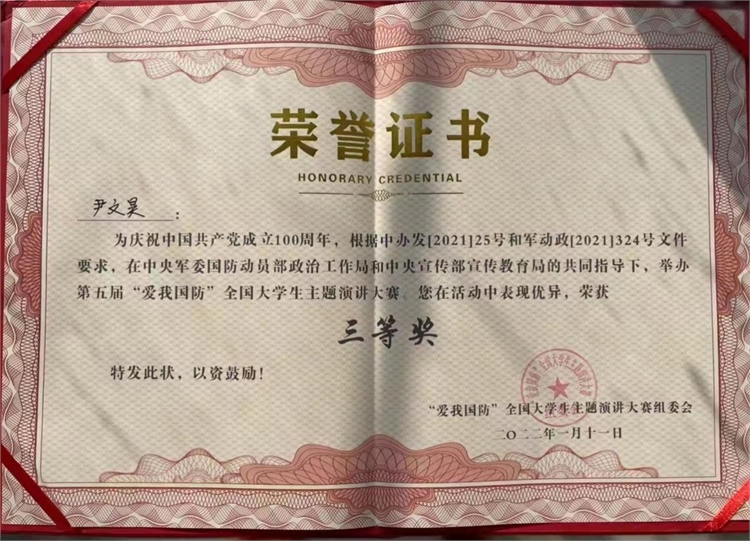 荣誉证书
HONORARY CREDENTIAL
尹文昊：
为庆祝中国共产党成立100周年，根据中办发[2021]25号和军动政[2021]324号文件
要求，在中央军委国防动员部政治工作局和中央宣传部宣传教育局的共同指导下，举办
第五届“爱我国防”全国大学生主题演讲大赛。您在活动中表现优异，荣获
三等奖
特发此状，以资鼓励！
“爱我国防”全国大学生主题演讲大赛组委会
二〇二二年一月十一日